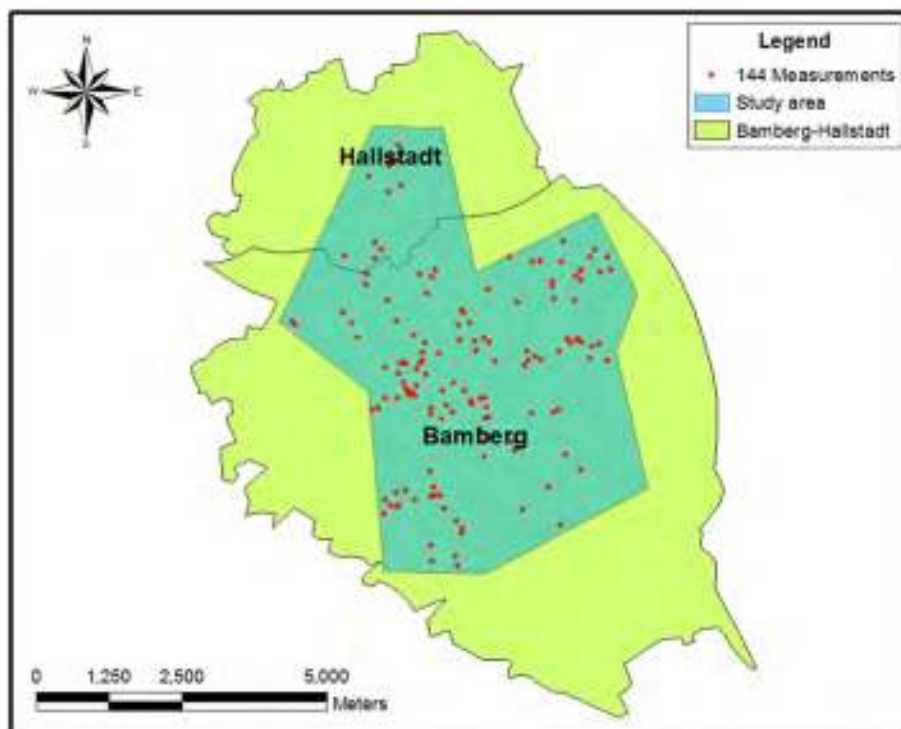 N
W
E
S
Legend
144 Measurements
Study area
Bamberg-Hallstadt
Hallstadt
Bamberg
0
1,250
2,500
5,000
Meters